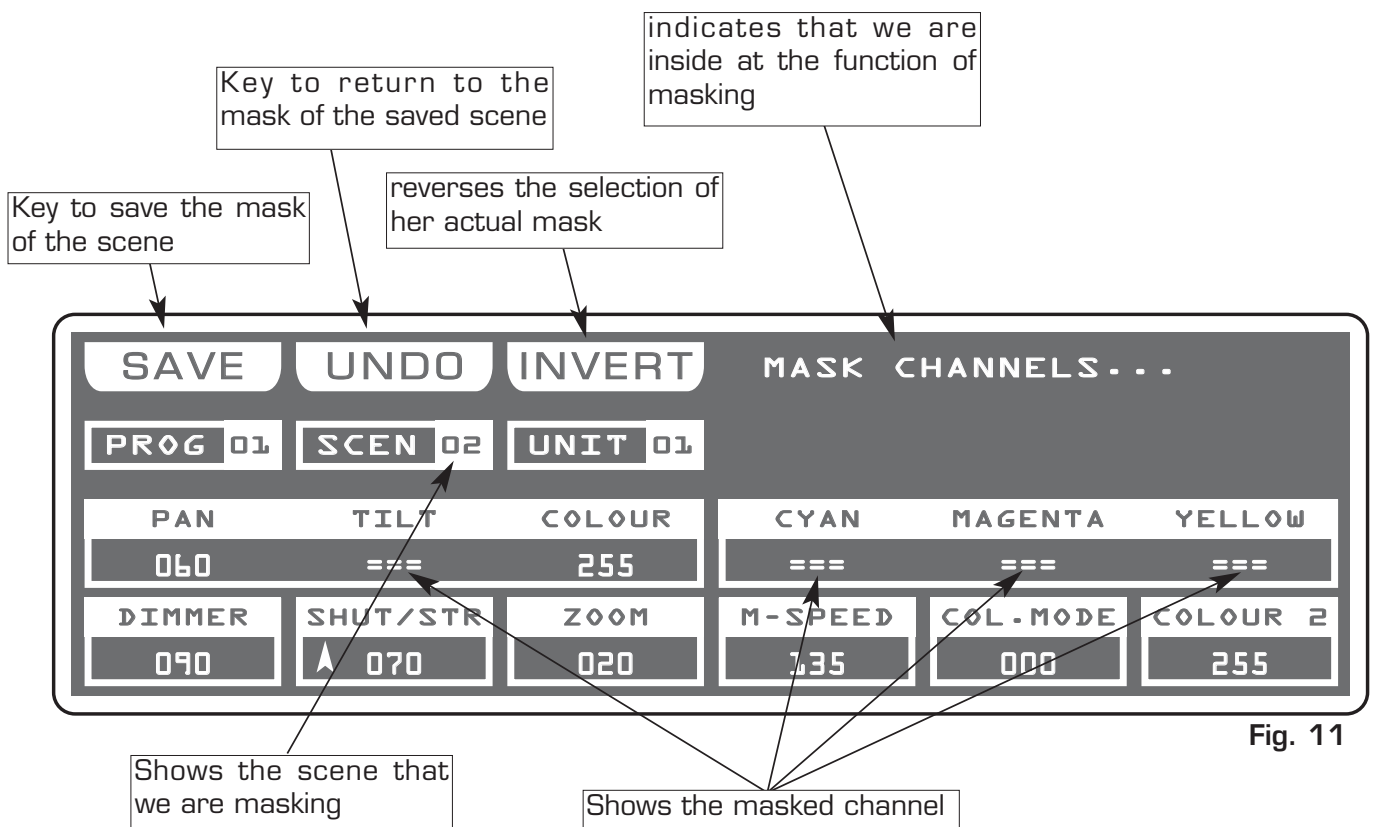 indicates that we are
inside at the function of
masking
Key to return to the
mask of the saved scene
reverses the selection of
her actual mask
Key to save the mask
of the scene
SAVE UNDO INVERT MASK CHANNELS...
PROG 01 SCEN 02 UNIT 01
PAN TILT COLOUR CYAN MAGENTA YELLOW
060 === 255 === === ===
DIMMER SHUT/STR ZOOM M-SPEED COL.MODE COLOUR 2
090 070 020 135 000 255
Fig. 11
Shows the scene that
we are masking
Shows the masked channel